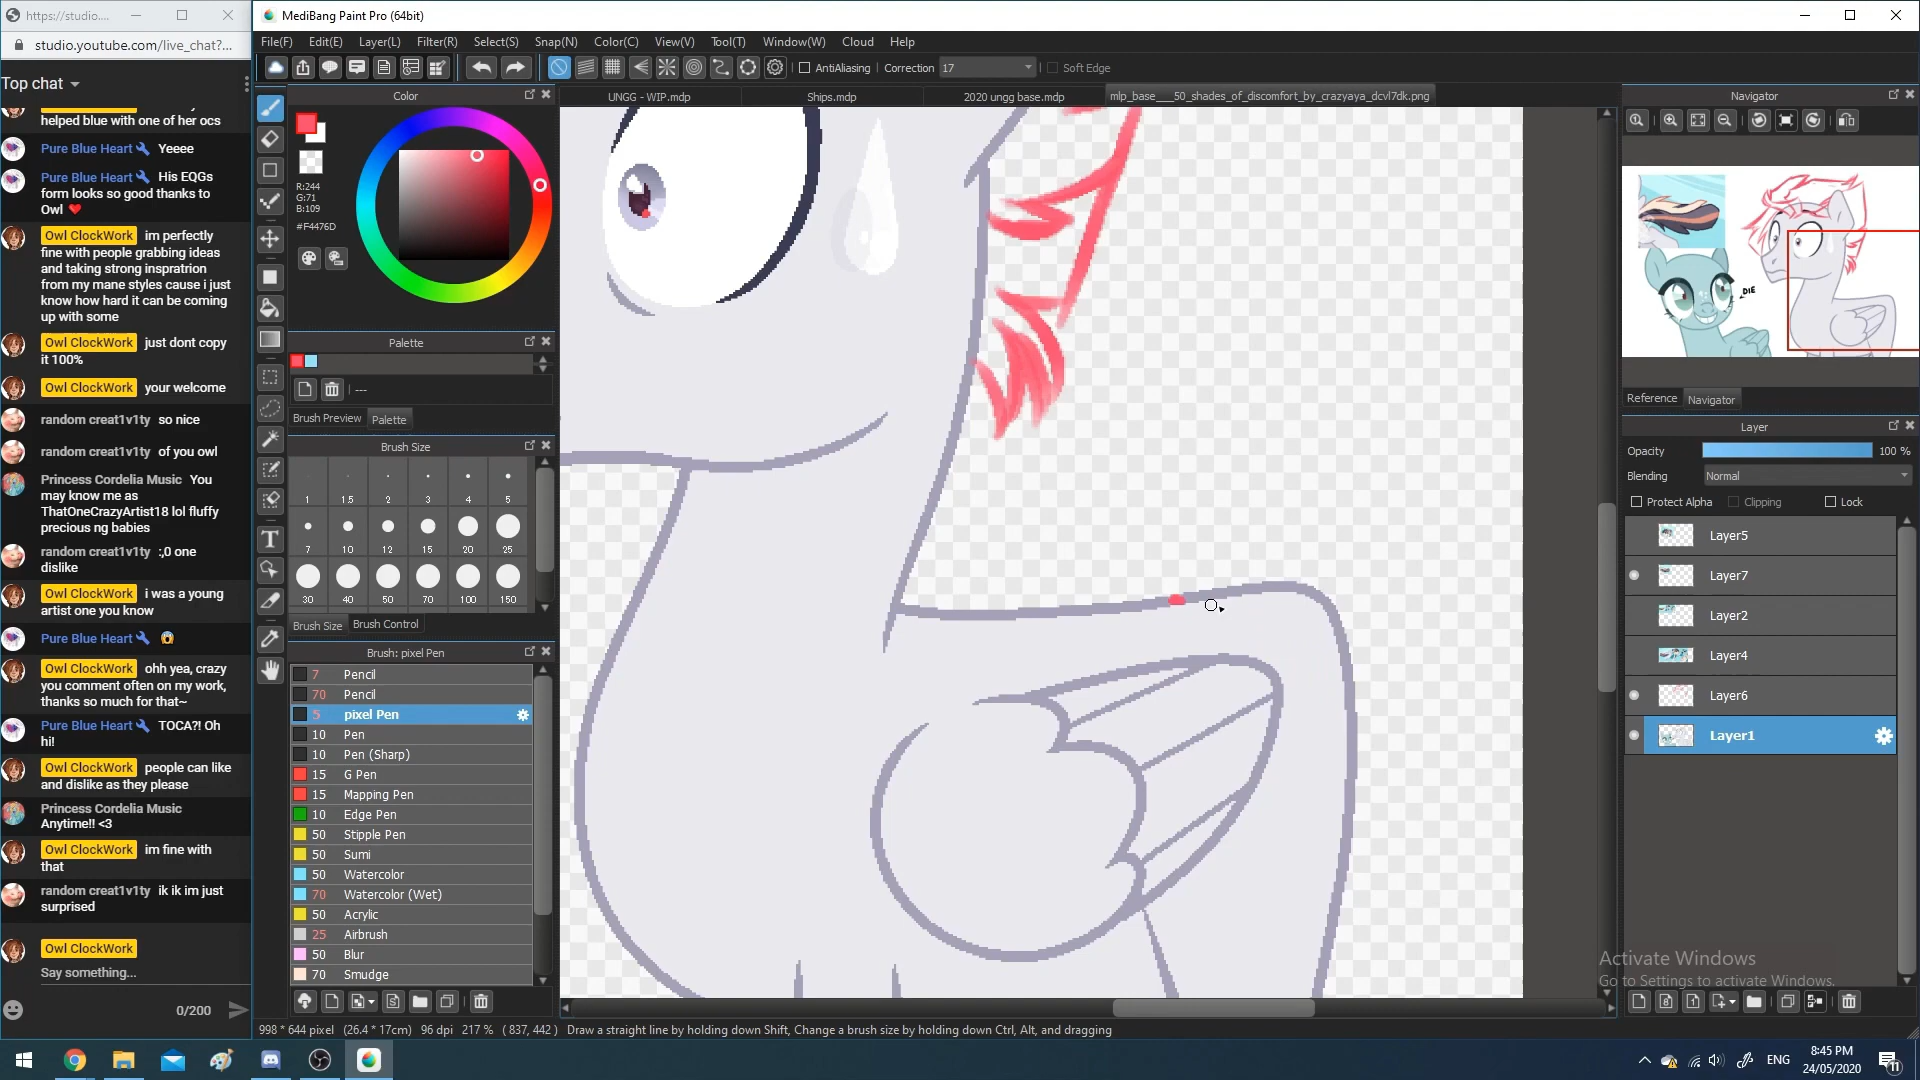 https://studio....
MediBang Paint Pro (64bit)
studio.youtube.com/live_chat?...
File(F) Edit(E) Layer(L) Filter(R) Select(S) Snap(N) Color(C) View(V) Tool(T) Window(W) Cloud Help
AntiAliasing Correction 17 Soft Edge
Top chat
helped blue with one of her ocs
Pure Blue Heart Yeeee
Pure Blue Heart His EQGs
form looks so good thanks to
Owl
Owl ClockWork im perfectly
fine with people grabbing ideas
and taking strong inspratrion
from my mane styles cause i just
know how hard it can be coming
up with some
Owl ClockWork just dont copy
it 100%
Owl ClockWork your welcome
random creat1v1ty so nice
random creat1v1ty of you owl
Princess Cordelia Music You
may know me as
ThatOneCrazyArtist18 lol fluffy
precious ng babies
random creat1v1ty :,0 one
dislike
Owl ClockWork i was a young
artist one you know
Pure Blue Heart
Owl ClockWork ohh yea, crazy
you comment often on my work,
thanks so much for that~
Pure Blue Heart TOCA?! Oh
hi!
Owl ClockWork people can like
and dislike as they please
Princess Cordelia Music
Anytime!! <3
Owl ClockWork im fine with
that
random creat1v1ty ik ik im just
surprised
Owl ClockWork
Say something...
0/200
Color
R:244
G:71
B:109
#F4476D
Palette
---
Brush Preview Palette
Brush Size
1 1.5 2 3 4 5
7 10 12 15 20 25
30 40 50 70 100 150
Brush Size Brush Control
Brush: pixel Pen
7 Pencil
70 Pencil
5 pixel Pen
10 Pen
10 Pen (Sharp)
15 G Pen
15 Mapping Pen
10 Edge Pen
50 Stipple Pen
50 Sumi
50 Watercolor
70 Watercolor (Wet)
50 Acrylic
25 Airbrush
50 Blur
70 Smudge
UNGG - WIP.mdp Ships.mdp 2020 ungg base.mdp mlp_base___50_shades_of_discomfort_by_crazyaya_dcvl7dk.png
Navigator
DIE
Reference Navigator
Layer
Opacity 100 %
Blending Normal
Protect Alpha Clipping Lock
Layer5
Layer7
Layer2
Layer4
Layer6
Layer1
Activate Windows
Go to Settings to activate Windows.
998 * 644 pixel (26.4 * 17cm) 96 dpi 217 % ( 837, 442 ) Draw a straight line by holding down Shift, Change a brush size by holding down Ctrl, Alt, and dragging
ENG
8:45 PM
24/05/2020
11